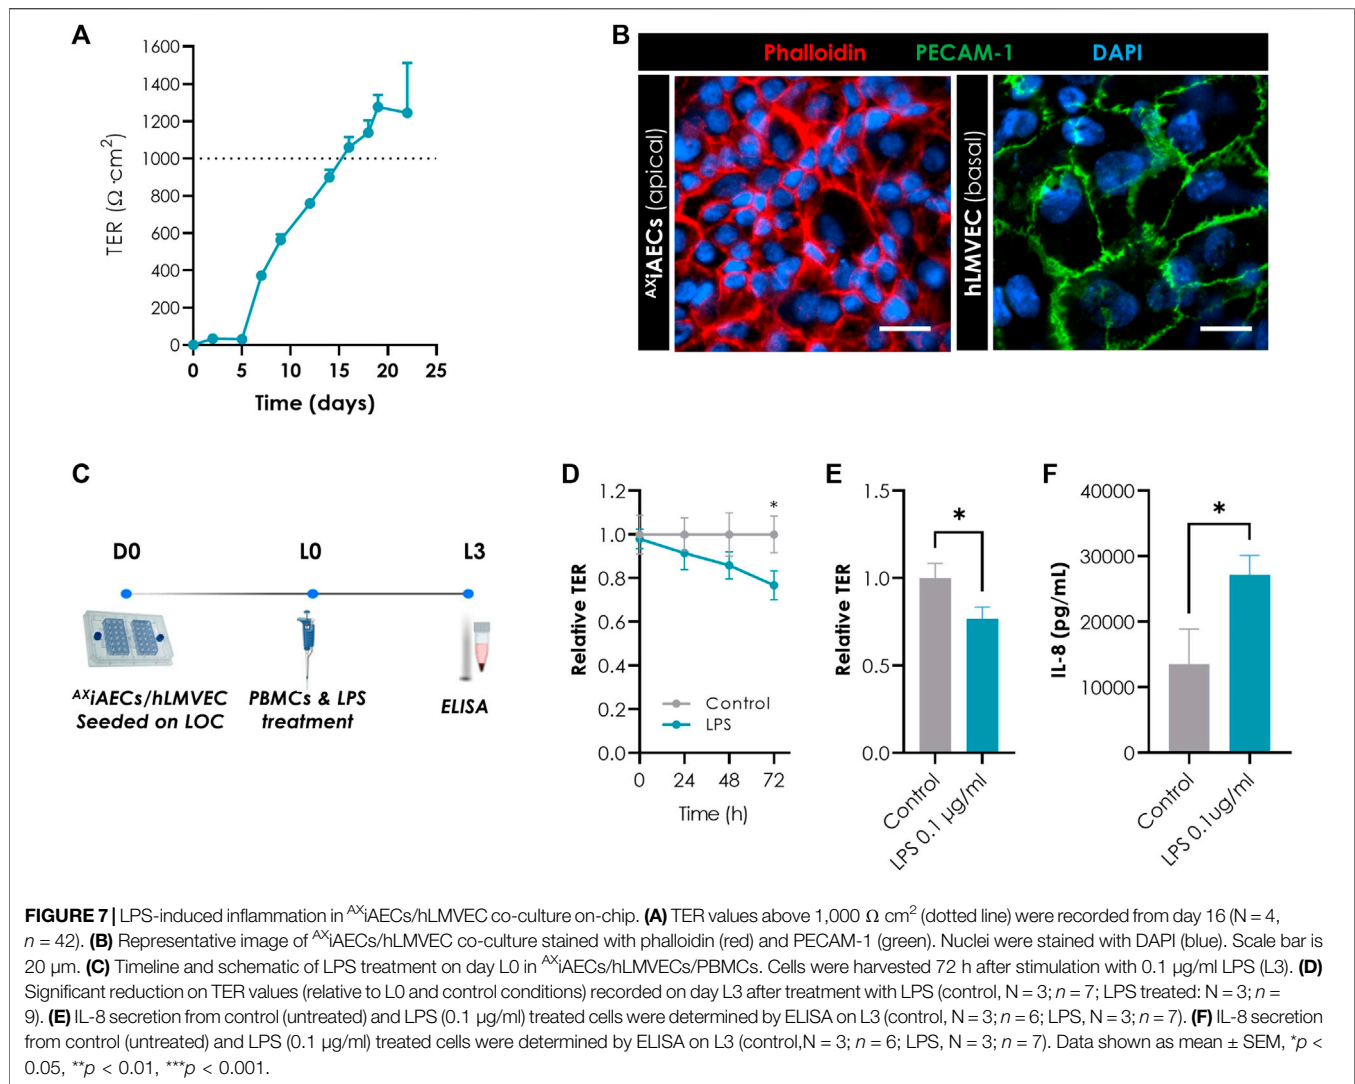 A
1600
1400
1200
1000
800
600
400
200
0
TER (Ω·cm²)
0 5 10 15 20 25
Time (days)
B
Phalloidin PECAM-1 DAPI
ᴬˣiAECs (apical)
hLMVEC (basal)
C
D0 L0 L3
ᴬˣiAECs/hLMVEC
Seeded on LOC
PBMCs & LPS
treatment
ELISA
D
1.2
1.0
0.8
0.6
0.4
0.2
0.0
Relative TER
*
Control
LPS
0 24 48 72
Time (h)
E
1.5
1.0
0.5
0.0
Relative TER
*
Control
LPS 0.1 µg/ml
F
40000
30000
20000
10000
0
IL-8 (pg/mL)
*
Control
LPS 0.1ug/ml
FIGURE 7 | LPS-induced inflammation in ᴬˣiAECs/hLMVEC co-culture on-chip. (A) TER values above 1,000 Ω cm² (dotted line) were recorded from day 16 (N = 4,
n = 42). (B) Representative image of ᴬˣiAECs/hLMVEC co-culture stained with phalloidin (red) and PECAM-1 (green). Nuclei were stained with DAPI (blue). Scale bar is
20 µm. (C) Timeline and schematic of LPS treatment on day L0 in ᴬˣiAECs/hLMVECs/PBMCs. Cells were harvested 72 h after stimulation with 0.1 µg/ml LPS (L3). (D)
Significant reduction on TER values (relative to L0 and control conditions) recorded on day L3 after treatment with LPS (control, N = 3; n = 7; LPS treated: N = 3; n =
9). (E) IL-8 secretion from control (untreated) and LPS (0.1 µg/ml) treated cells were determined by ELISA on L3 (control, N = 3; n = 6; LPS, N = 3; n = 7). (F) IL-8 secretion
from control (untreated) and LPS (0.1 µg/ml) treated cells were determined by ELISA on L3 (control,N = 3; n = 6; LPS, N = 3; n = 7). Data shown as mean ± SEM, *p <
0.05, **p < 0.01, ***p < 0.001.